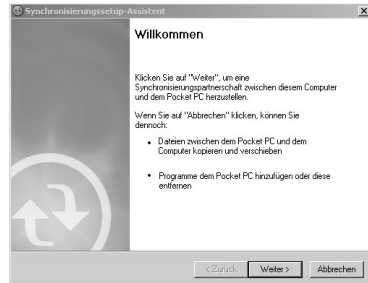 Synchronisierungssetup-Assistent
Willkommen
Klicken Sie auf "Weiter", um eine
Synchronisierungspartnerschaft zwischen diesem Computer
und dem Pocket PC herzustellen.
Wenn Sie auf "Abbrechen" klicken, können Sie
dennoch:
• Dateien zwischen dem Pocket PC und dem
Computer kopieren und verschieben
• Programme dem Pocket PC hinzufügen oder diese
entfernen
< Zurück Weiter > Abbrechen